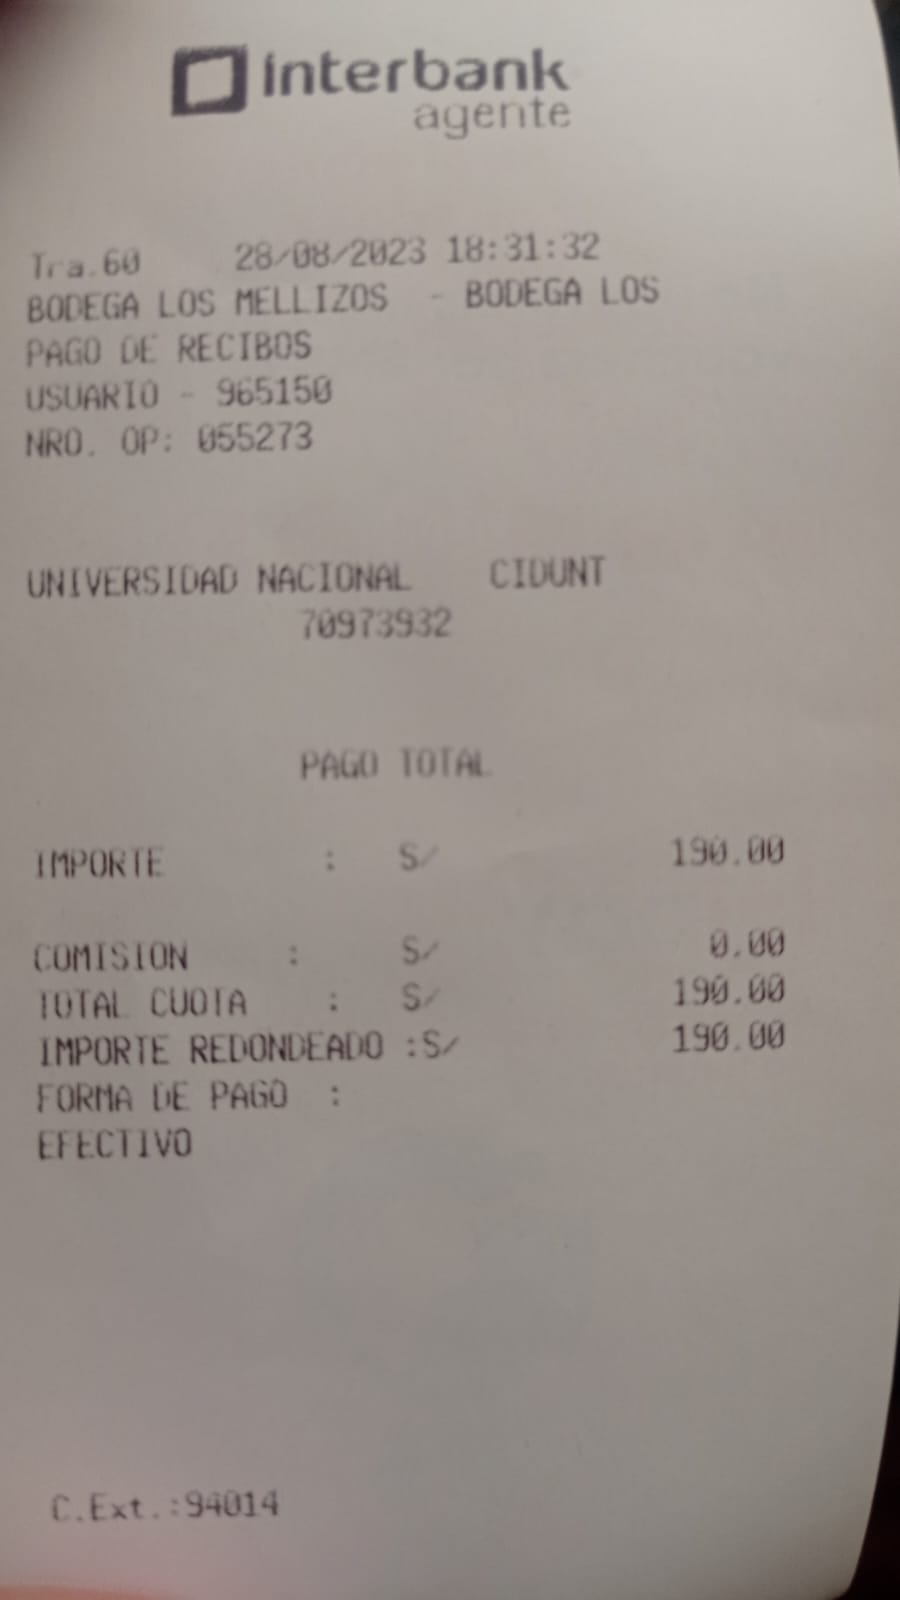 interbank
agente
Tra.60 28/08/2023 18:31:32
BODEGA LOS MELLIZOS - BODEGA LOS
PAGO DE RECIBOS
USUARIO - 965150
NRO. OP: 055273
UNIVERSIDAD NACIONAL CIDUNT
70973932
PAGO TOTAL
IMPORTE : S/ 190.00
COMISION : S/ 0.00
TOTAL CUOTA : S/ 190.00
IMPORTE REDONDEADO :S/ 190.00
FORMA DE PAGO :
EFECTIVO
C.Ext.:94014